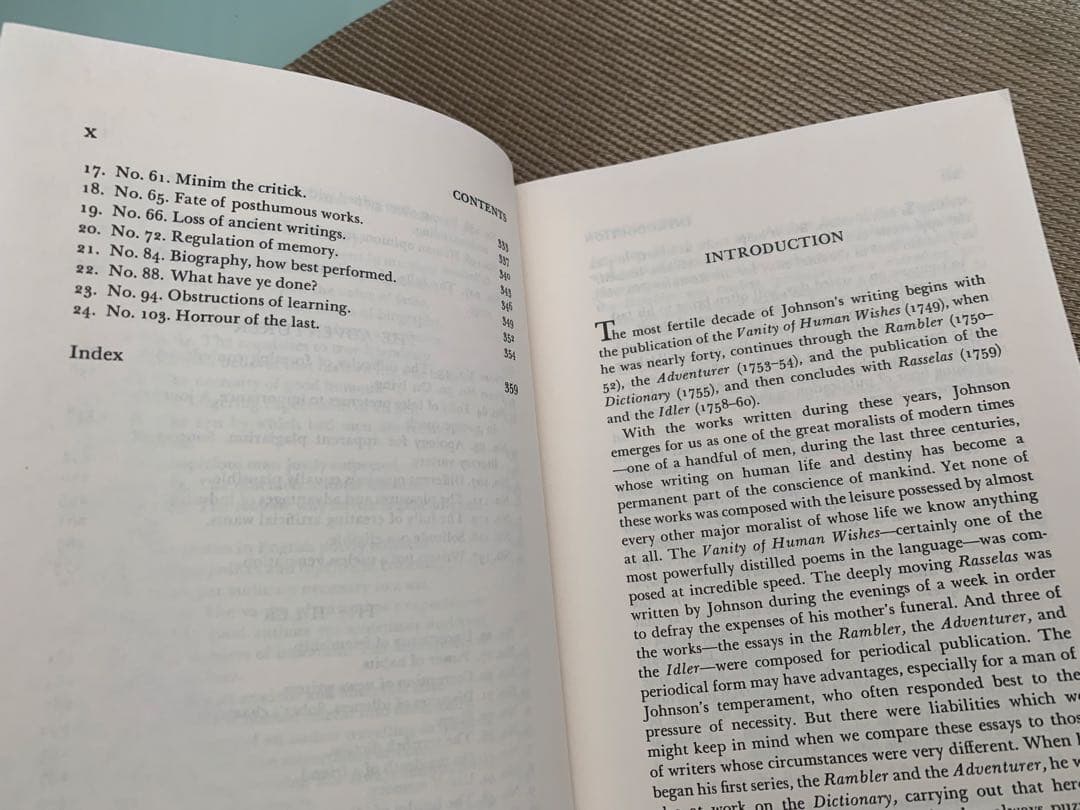 x
CONTENTS
17. No. 61. Minim the critick. 333
18. No. 65. Fate of posthumous works. 337
19. No. 66. Loss of ancient writings. 340
20. No. 72. Regulation of memory. 343
21. No. 84. Biography, how best performed. 346
22. No. 88. What have ye done? 349
23. No. 94. Obstructions of learning. 352
24. No. 103. Horrour of the last. 354
Index 359
INTRODUCTION
The most fertile decade of Johnson's writing begins with
the publication of the Vanity of Human Wishes (1749), when
he was nearly forty, continues through the Rambler (1750–
52), the Adventurer (1753–54), and the publication of the
Dictionary (1755), and then concludes with Rasselas (1759)
and the Idler (1758–60).
With the works written during these years, Johnson
emerges for us as one of the great moralists of modern times
—one of a handful of men, during the last three centuries,
whose writing on human life and destiny has become a
permanent part of the conscience of mankind. Yet none of
these works was composed with the leisure possessed by almost
every other major moralist of whose life we know anything
at all. The Vanity of Human Wishes—certainly one of the
most powerfully distilled poems in the language—was com-
posed at incredible speed. The deeply moving Rasselas was
written by Johnson during the evenings of a week in order
to defray the expenses of his mother's funeral. And three of
the works—the essays in the Rambler, the Adventurer, and
the Idler—were composed for periodical publication. The
periodical form may have advantages, especially for a man of
Johnson's temperament, who often responded best to the
pressure of necessity. But there were liabilities which we
might keep in mind when we compare these essays to
of writers whose circumstances were very different. When
began his first series, the Rambler and the Adventurer, he
work on the Dictionary, carrying out that